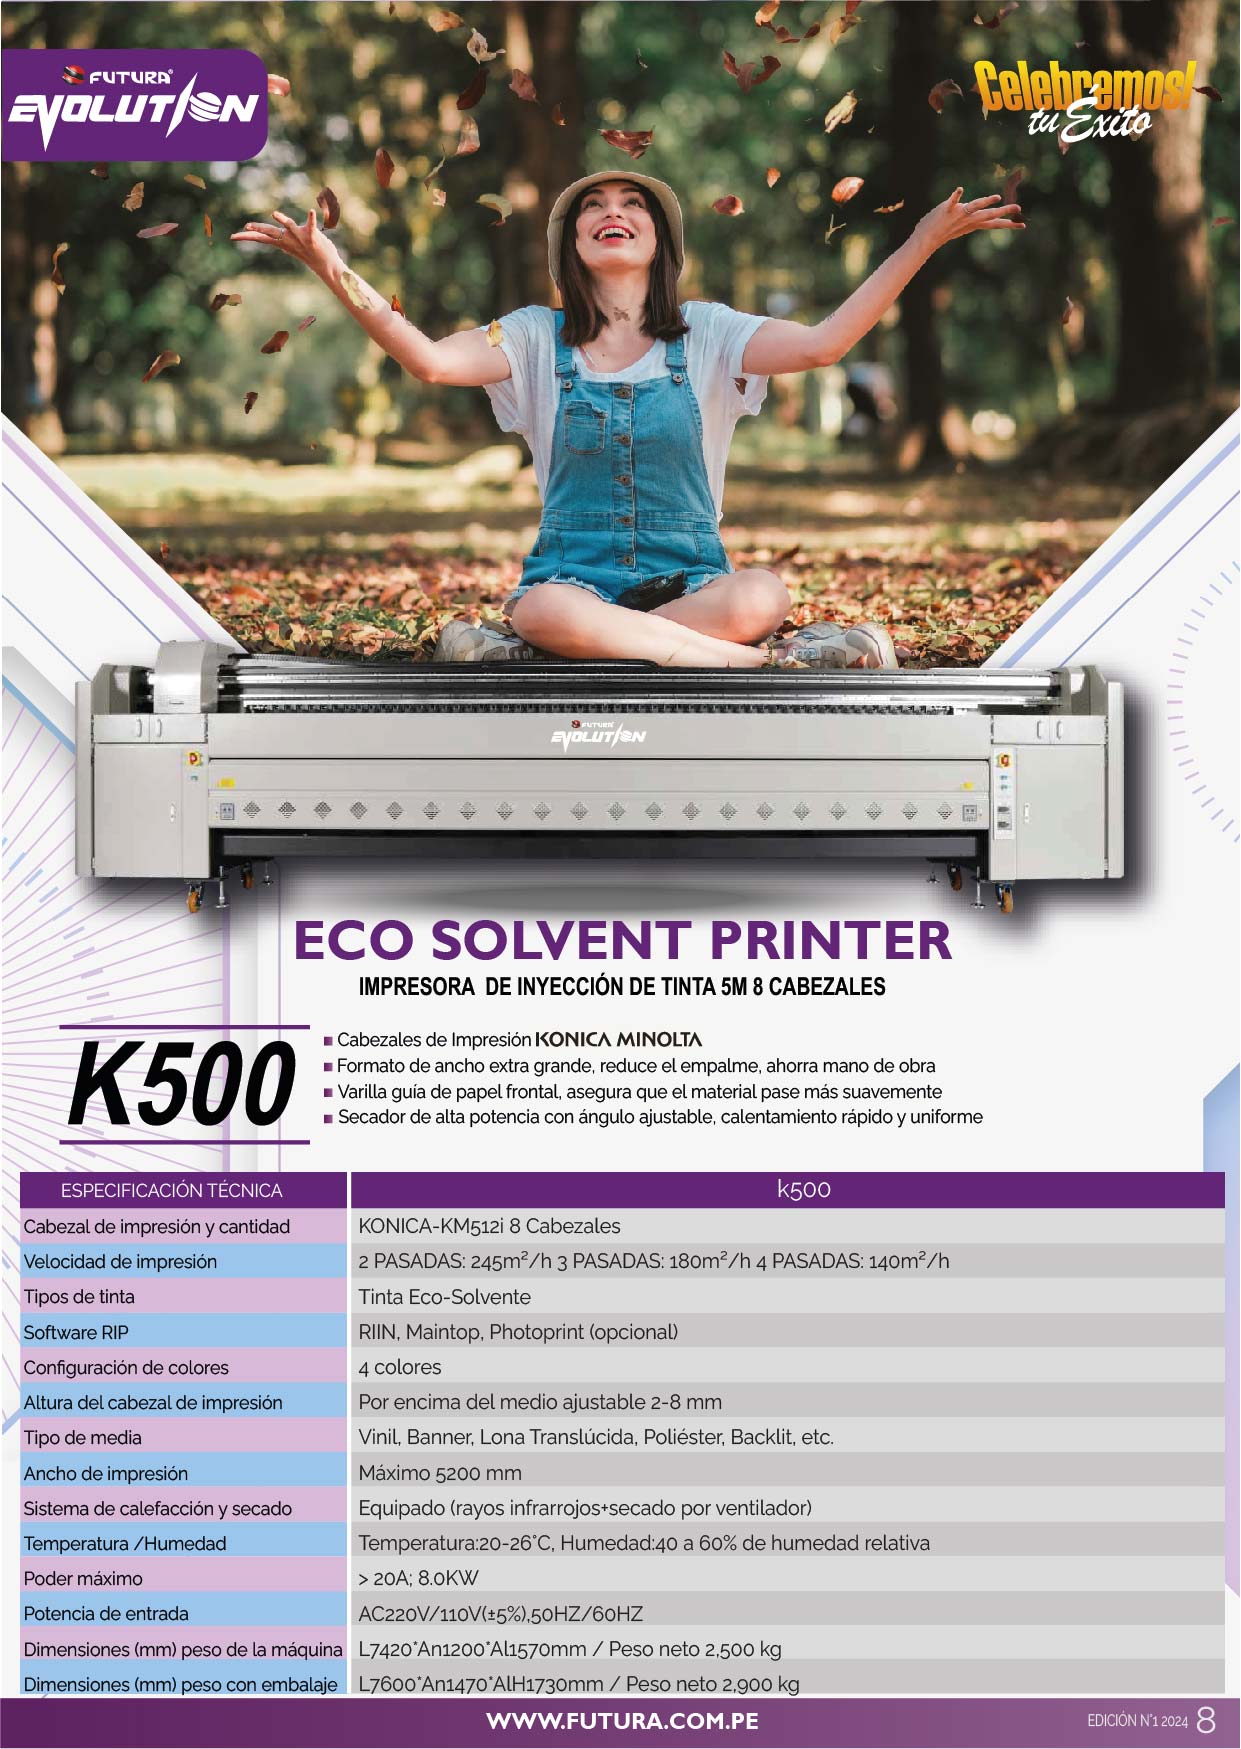 FUTURA®
EVOLUTION
Celebremos!
tu Éxito
FUTURA
EVOLUTION
ECO SOLVENT PRINTER
IMPRESORA DE INYECCIÓN DE TINTA 5M 8 CABEZALES
K500
Cabezales de Impresión KONICA MINOLTA
Formato de ancho extra grande, reduce el empalme, ahorra mano de obra
Varilla guía de papel frontal, asegura que el material pase más suavemente
Secador de alta potencia con ángulo ajustable, calentamiento rápido y uniforme
ESPECIFICACIÓN TÉCNICA k500
Cabezal de impresión y cantidad KONICA-KM512i 8 Cabezales
Velocidad de impresión 2 PASADAS: 245m²/h 3 PASADAS: 180m²/h 4 PASADAS: 140m²/h
Tipos de tinta Tinta Eco-Solvente
Software RIP RIIN, Maintop, Photoprint (opcional)
Configuración de colores 4 colores
Altura del cabezal de impresión Por encima del medio ajustable 2-8 mm
Tipo de media Vinil, Banner, Lona Translúcida, Poliéster, Backlit, etc.
Ancho de impresión Máximo 5200 mm
Sistema de calefacción y secado Equipado (rayos infrarrojos+secado por ventilador)
Temperatura /Humedad Temperatura:20-26°C, Humedad:40 a 60% de humedad relativa
Poder máximo > 20A; 8.0KW
Potencia de entrada AC220V/110V(±5%),50HZ/60HZ
Dimensiones (mm) peso de la máquina L7420*An1200*Al1570mm / Peso neto 2,500 kg
Dimensiones (mm) peso con embalaje L7600*An1470*AlH1730mm / Peso neto 2,900 kg
WWW.FUTURA.COM.PE
EDICIÓN N°1 2024 8